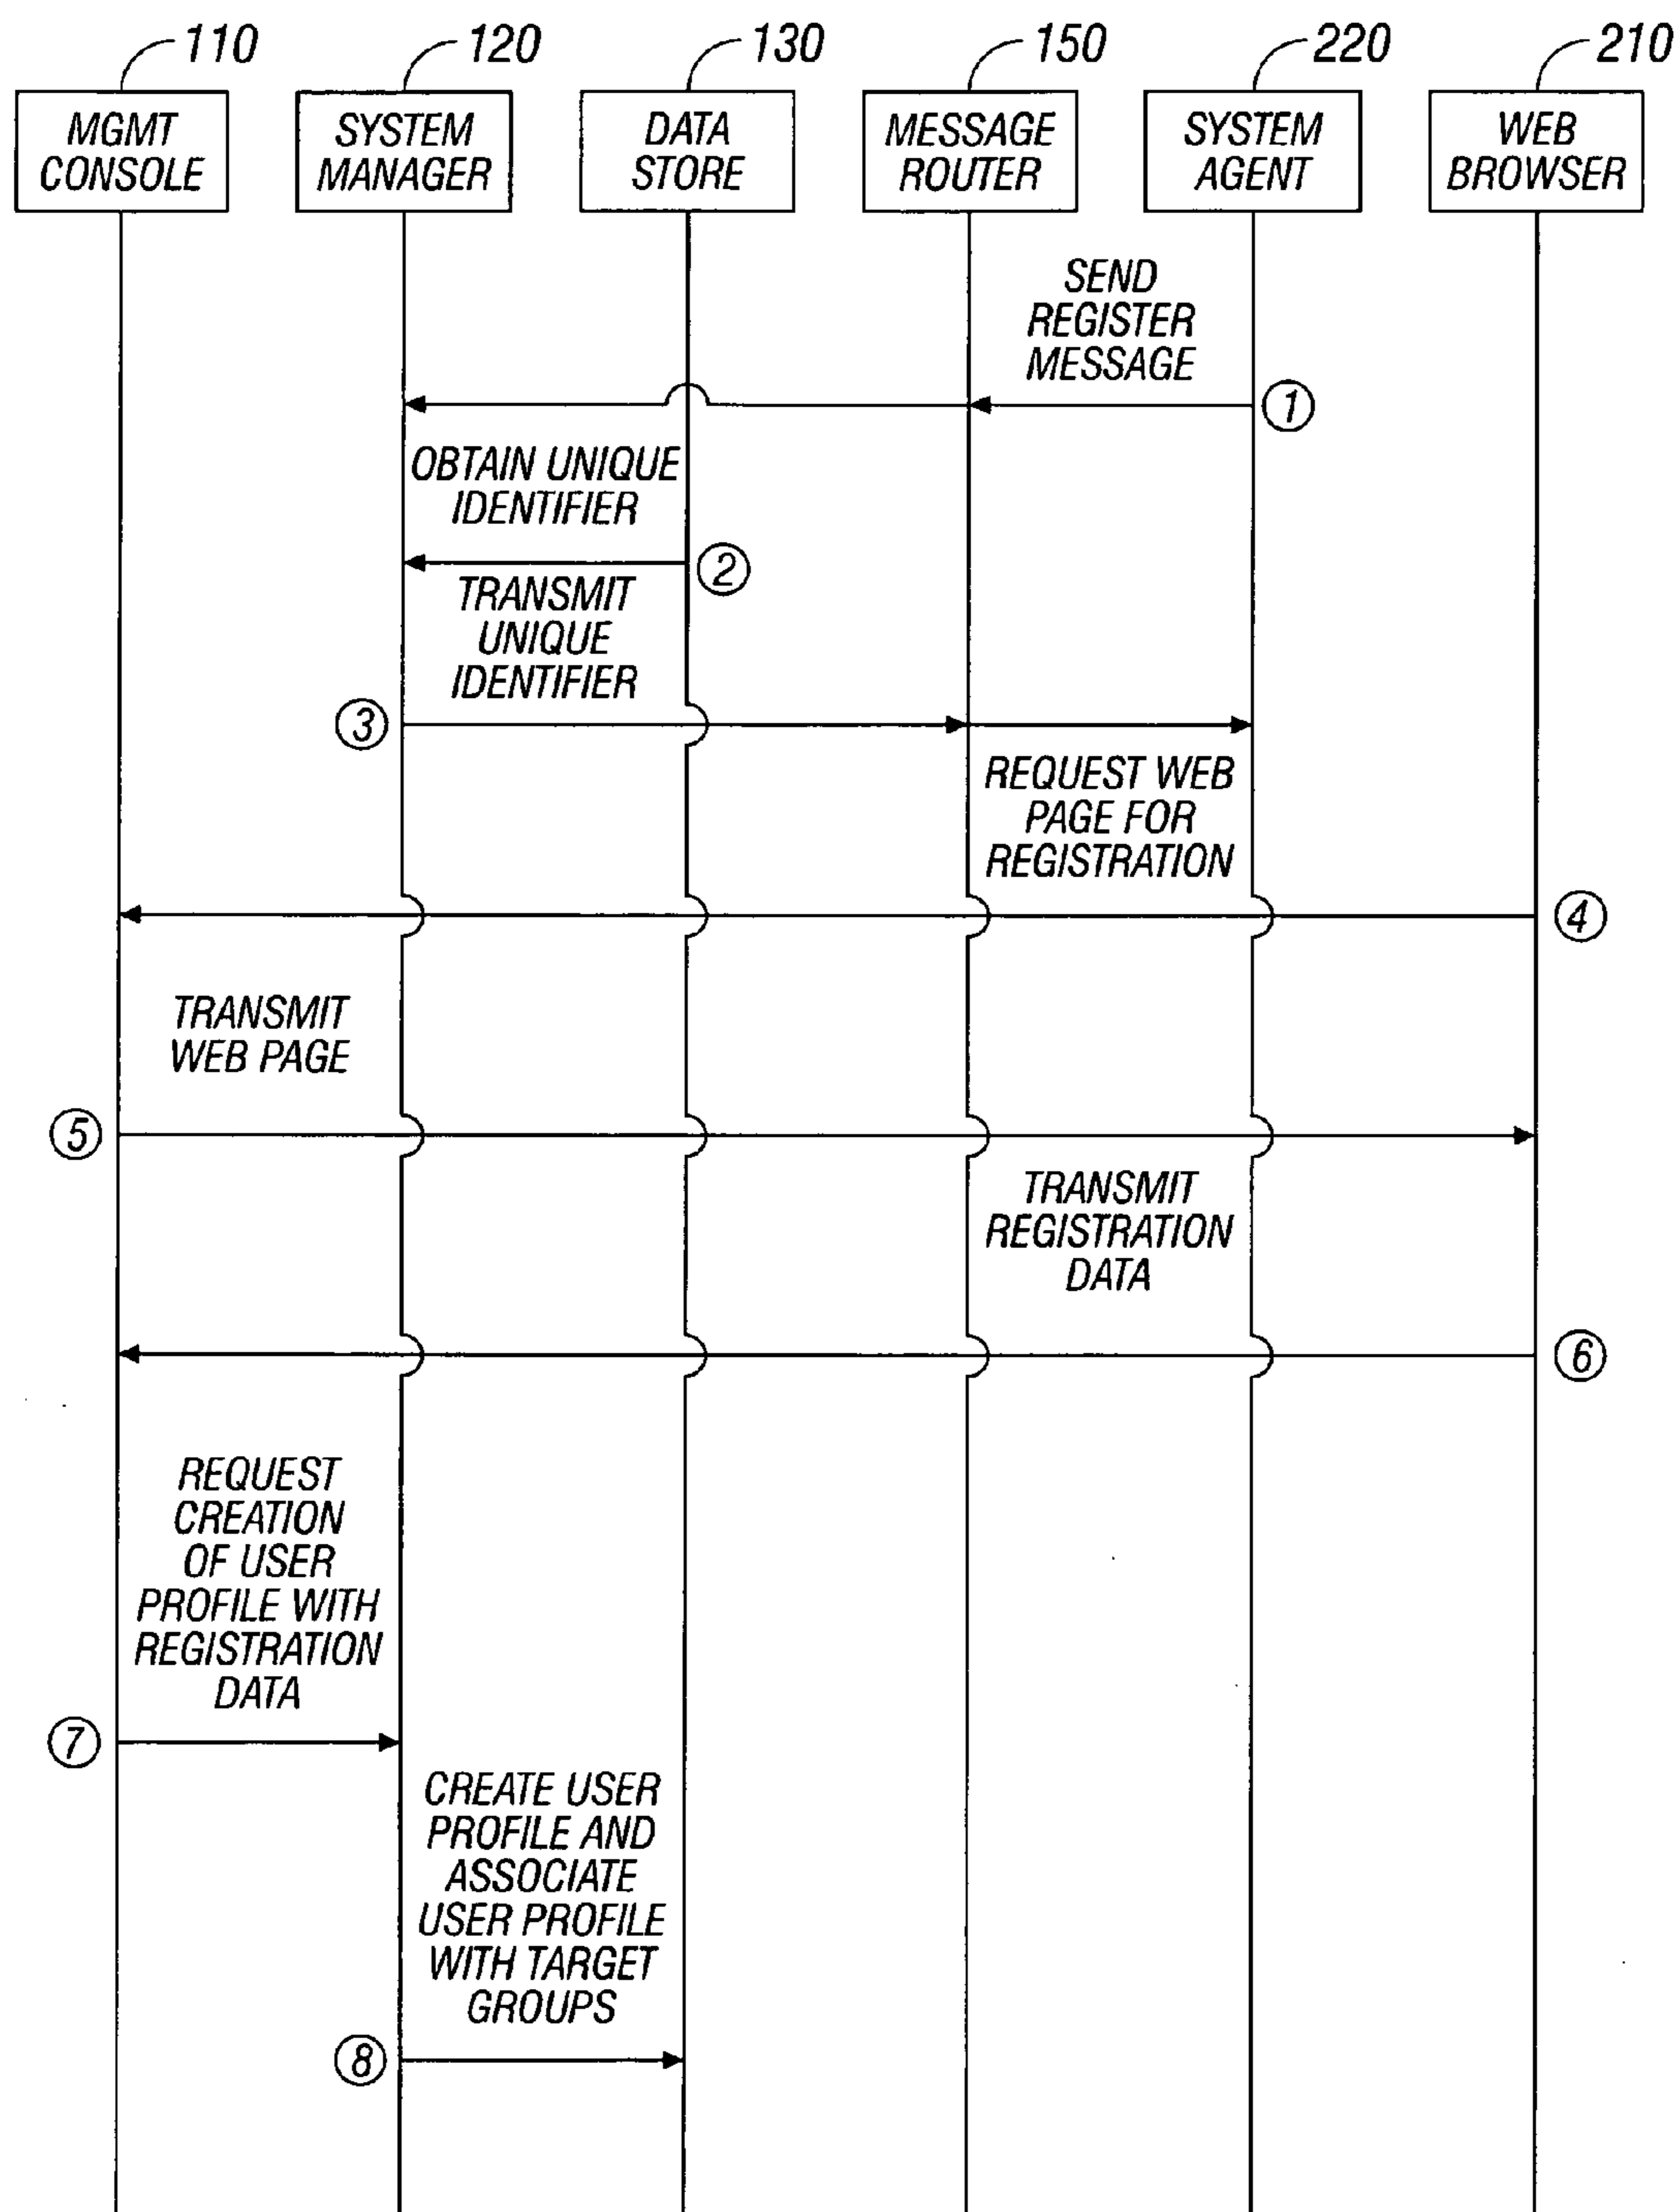 110
120
130
150
220
210
MGMT
CONSOLE
SYSTEM
MANAGER
DATA
STORE
MESSAGE
ROUTER
SYSTEM
AGENT
WEB
BROWSER
SEND
REGISTER
MESSAGE
1
OBTAIN UNIQUE
IDENTIFIER
2
TRANSMIT
UNIQUE
IDENTIFIER
3
REQUEST WEB
PAGE FOR
REGISTRATION
4
TRANSMIT
WEB PAGE
5
TRANSMIT
REGISTRATION
DATA
6
REQUEST
CREATION
OF USER
PROFILE WITH
REGISTRATION
DATA
7
CREATE USER
PROFILE AND
ASSOCIATE
USER PROFILE
WITH TARGET
GROUPS
8